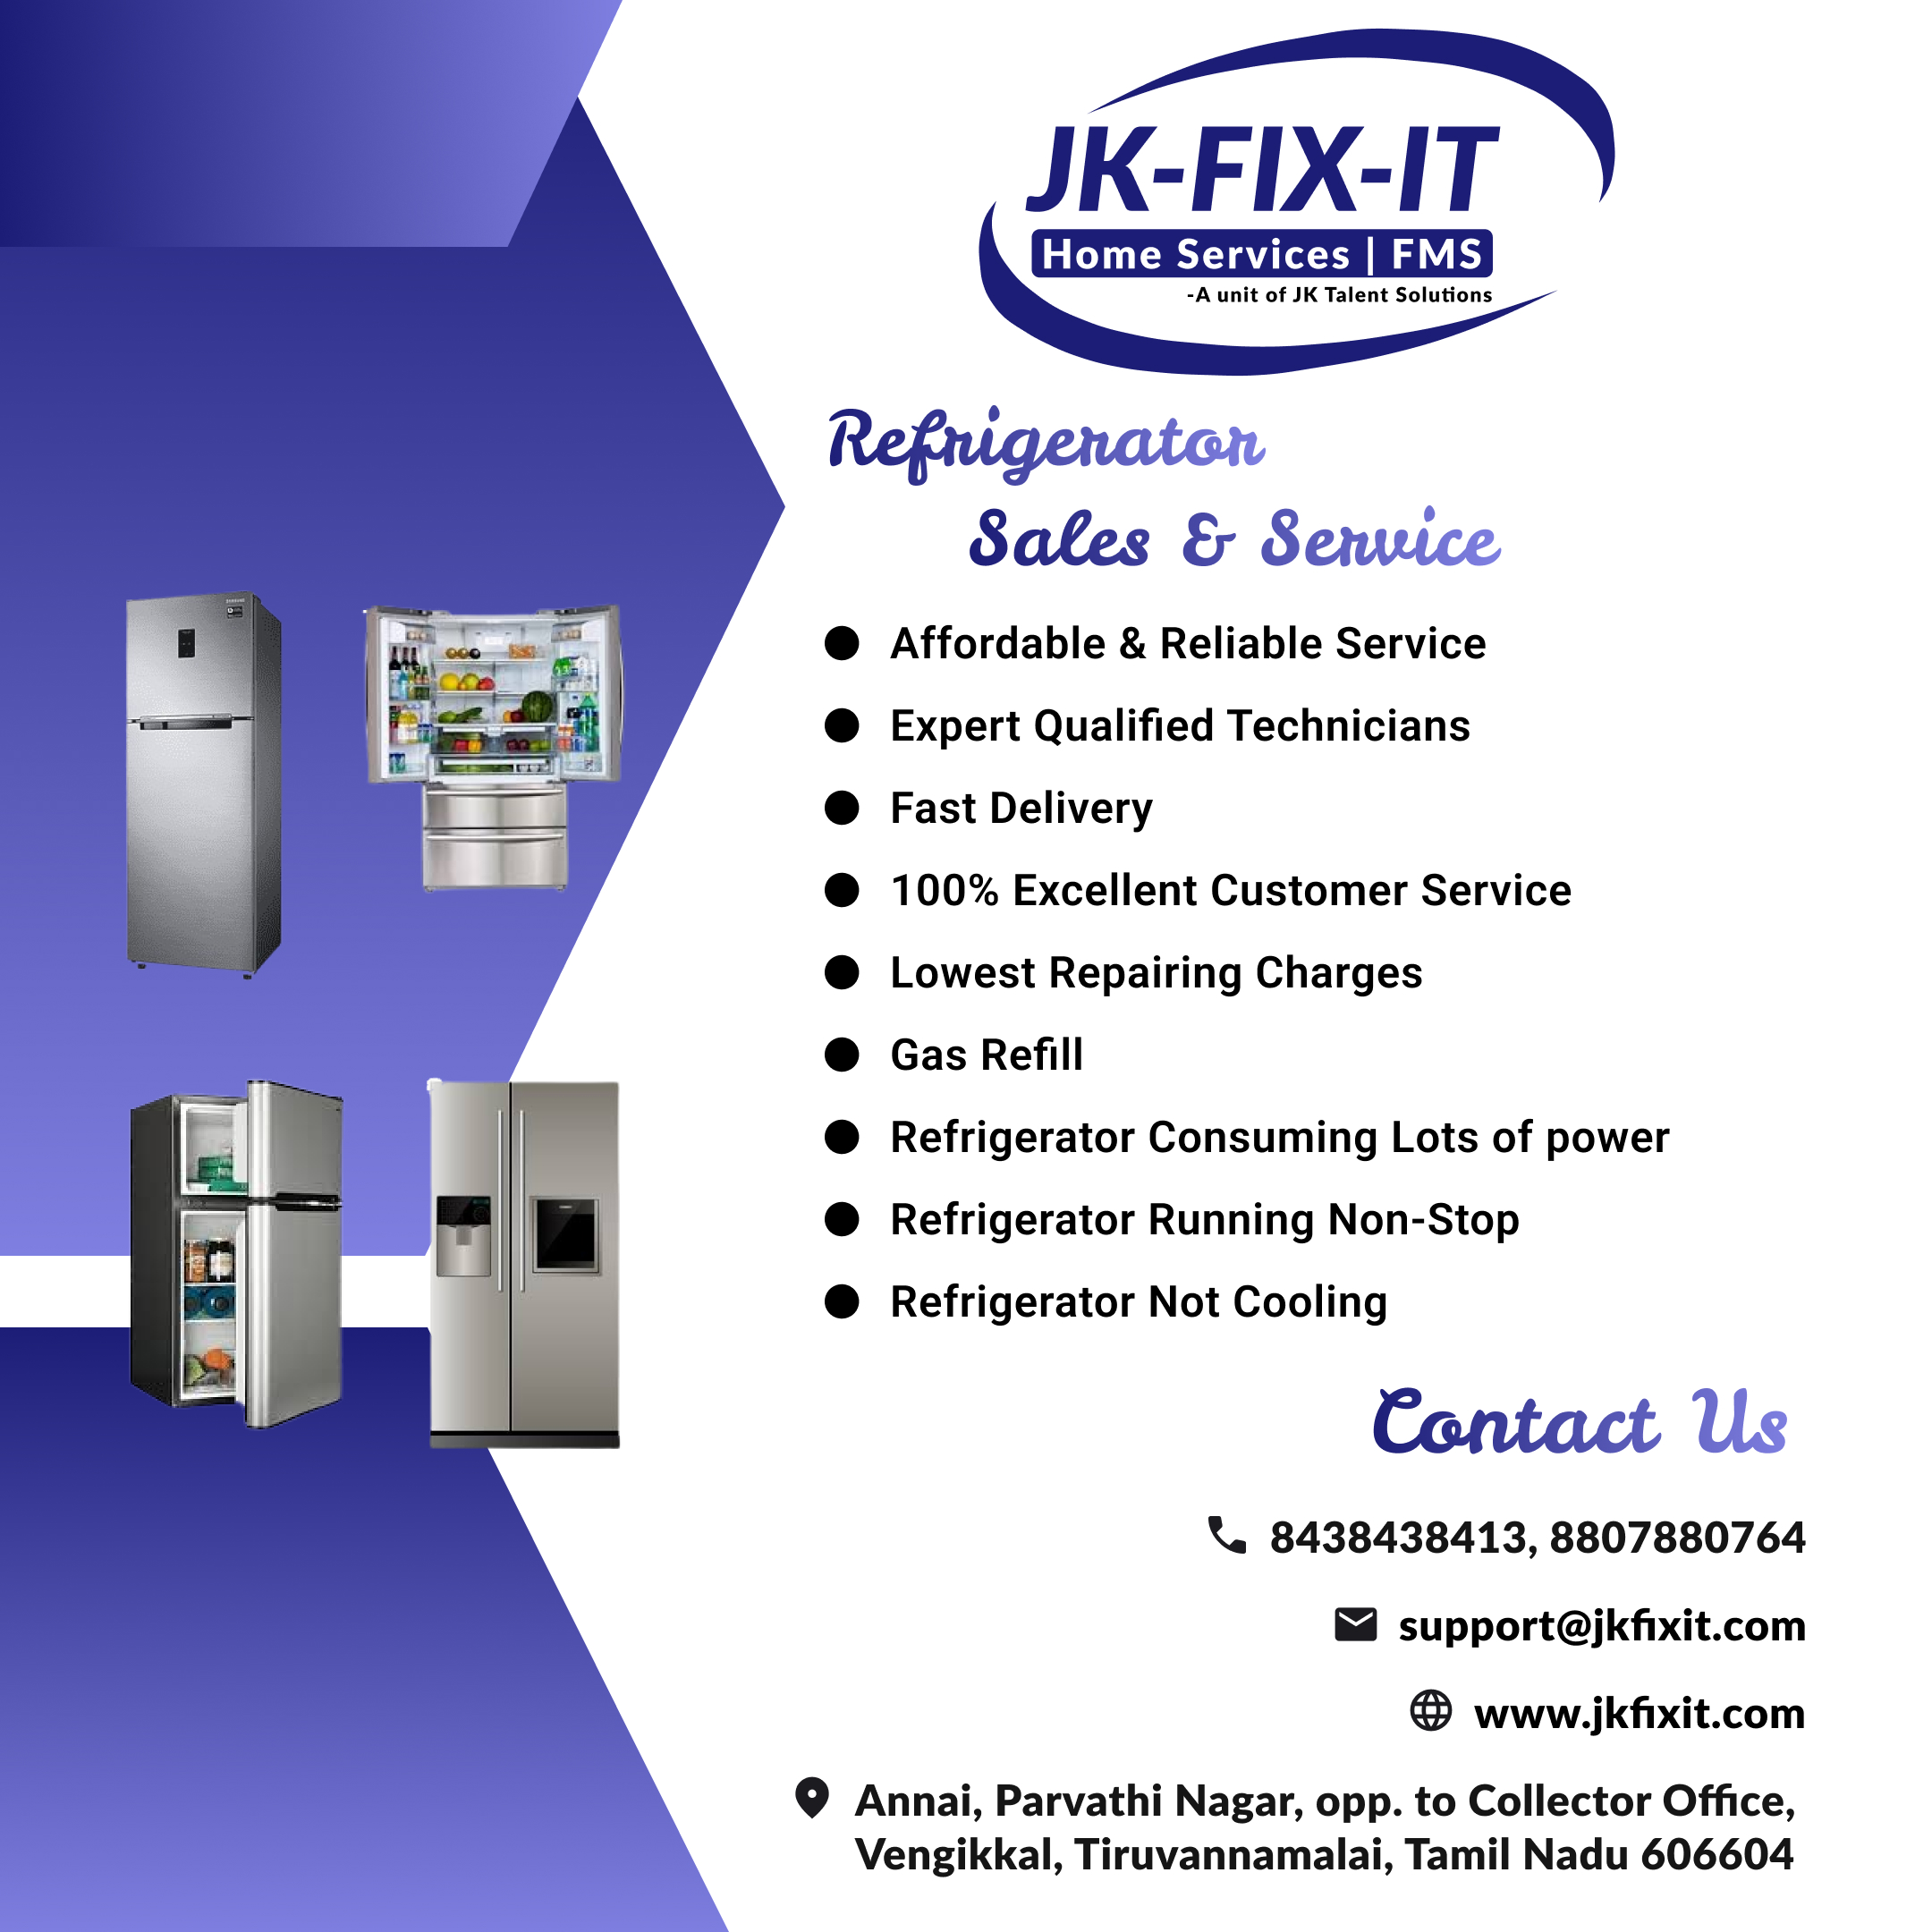 JK-FIX-IT
Home Services | FMS
-A unit of JK Talent Solutions
Refrigerator
Sales & Service
Affordable & Reliable Service
Expert Qualified Technicians
Fast Delivery
100% Excellent Customer Service
Lowest Repairing Charges
Gas Refill
Refrigerator Consuming Lots of power
Refrigerator Running Non-Stop
Refrigerator Not Cooling
Contact Us
8438438413, 8807880764
support@jkfixit.com
www.jkfixit.com
Annai, Parvathi Nagar, opp. to Collector Office,
Vengikkal, Tiruvannamalai, Tamil Nadu 606604